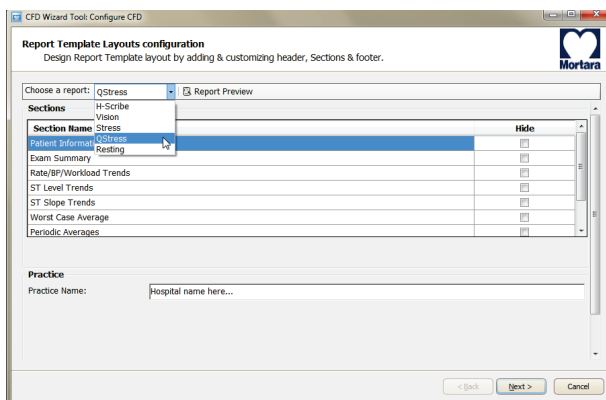 CFD Wizard Tool: Configure CFD
Report Template Layouts configuration
Design Report Template layout by adding & customizing header, Sections & footer.
Mortara
Choose a report: QStress Report Preview
H-Scribe
Vision
Stress
QStress
Resting
Sections
Section Name Hide
Patient Informati
Exam Summary
Rate/BP/Workload Trends
ST Level Trends
ST Slope Trends
Worst Case Average
Periodic Averages
Practice
Practice Name: Hospital name here...
< Back Next > Cancel